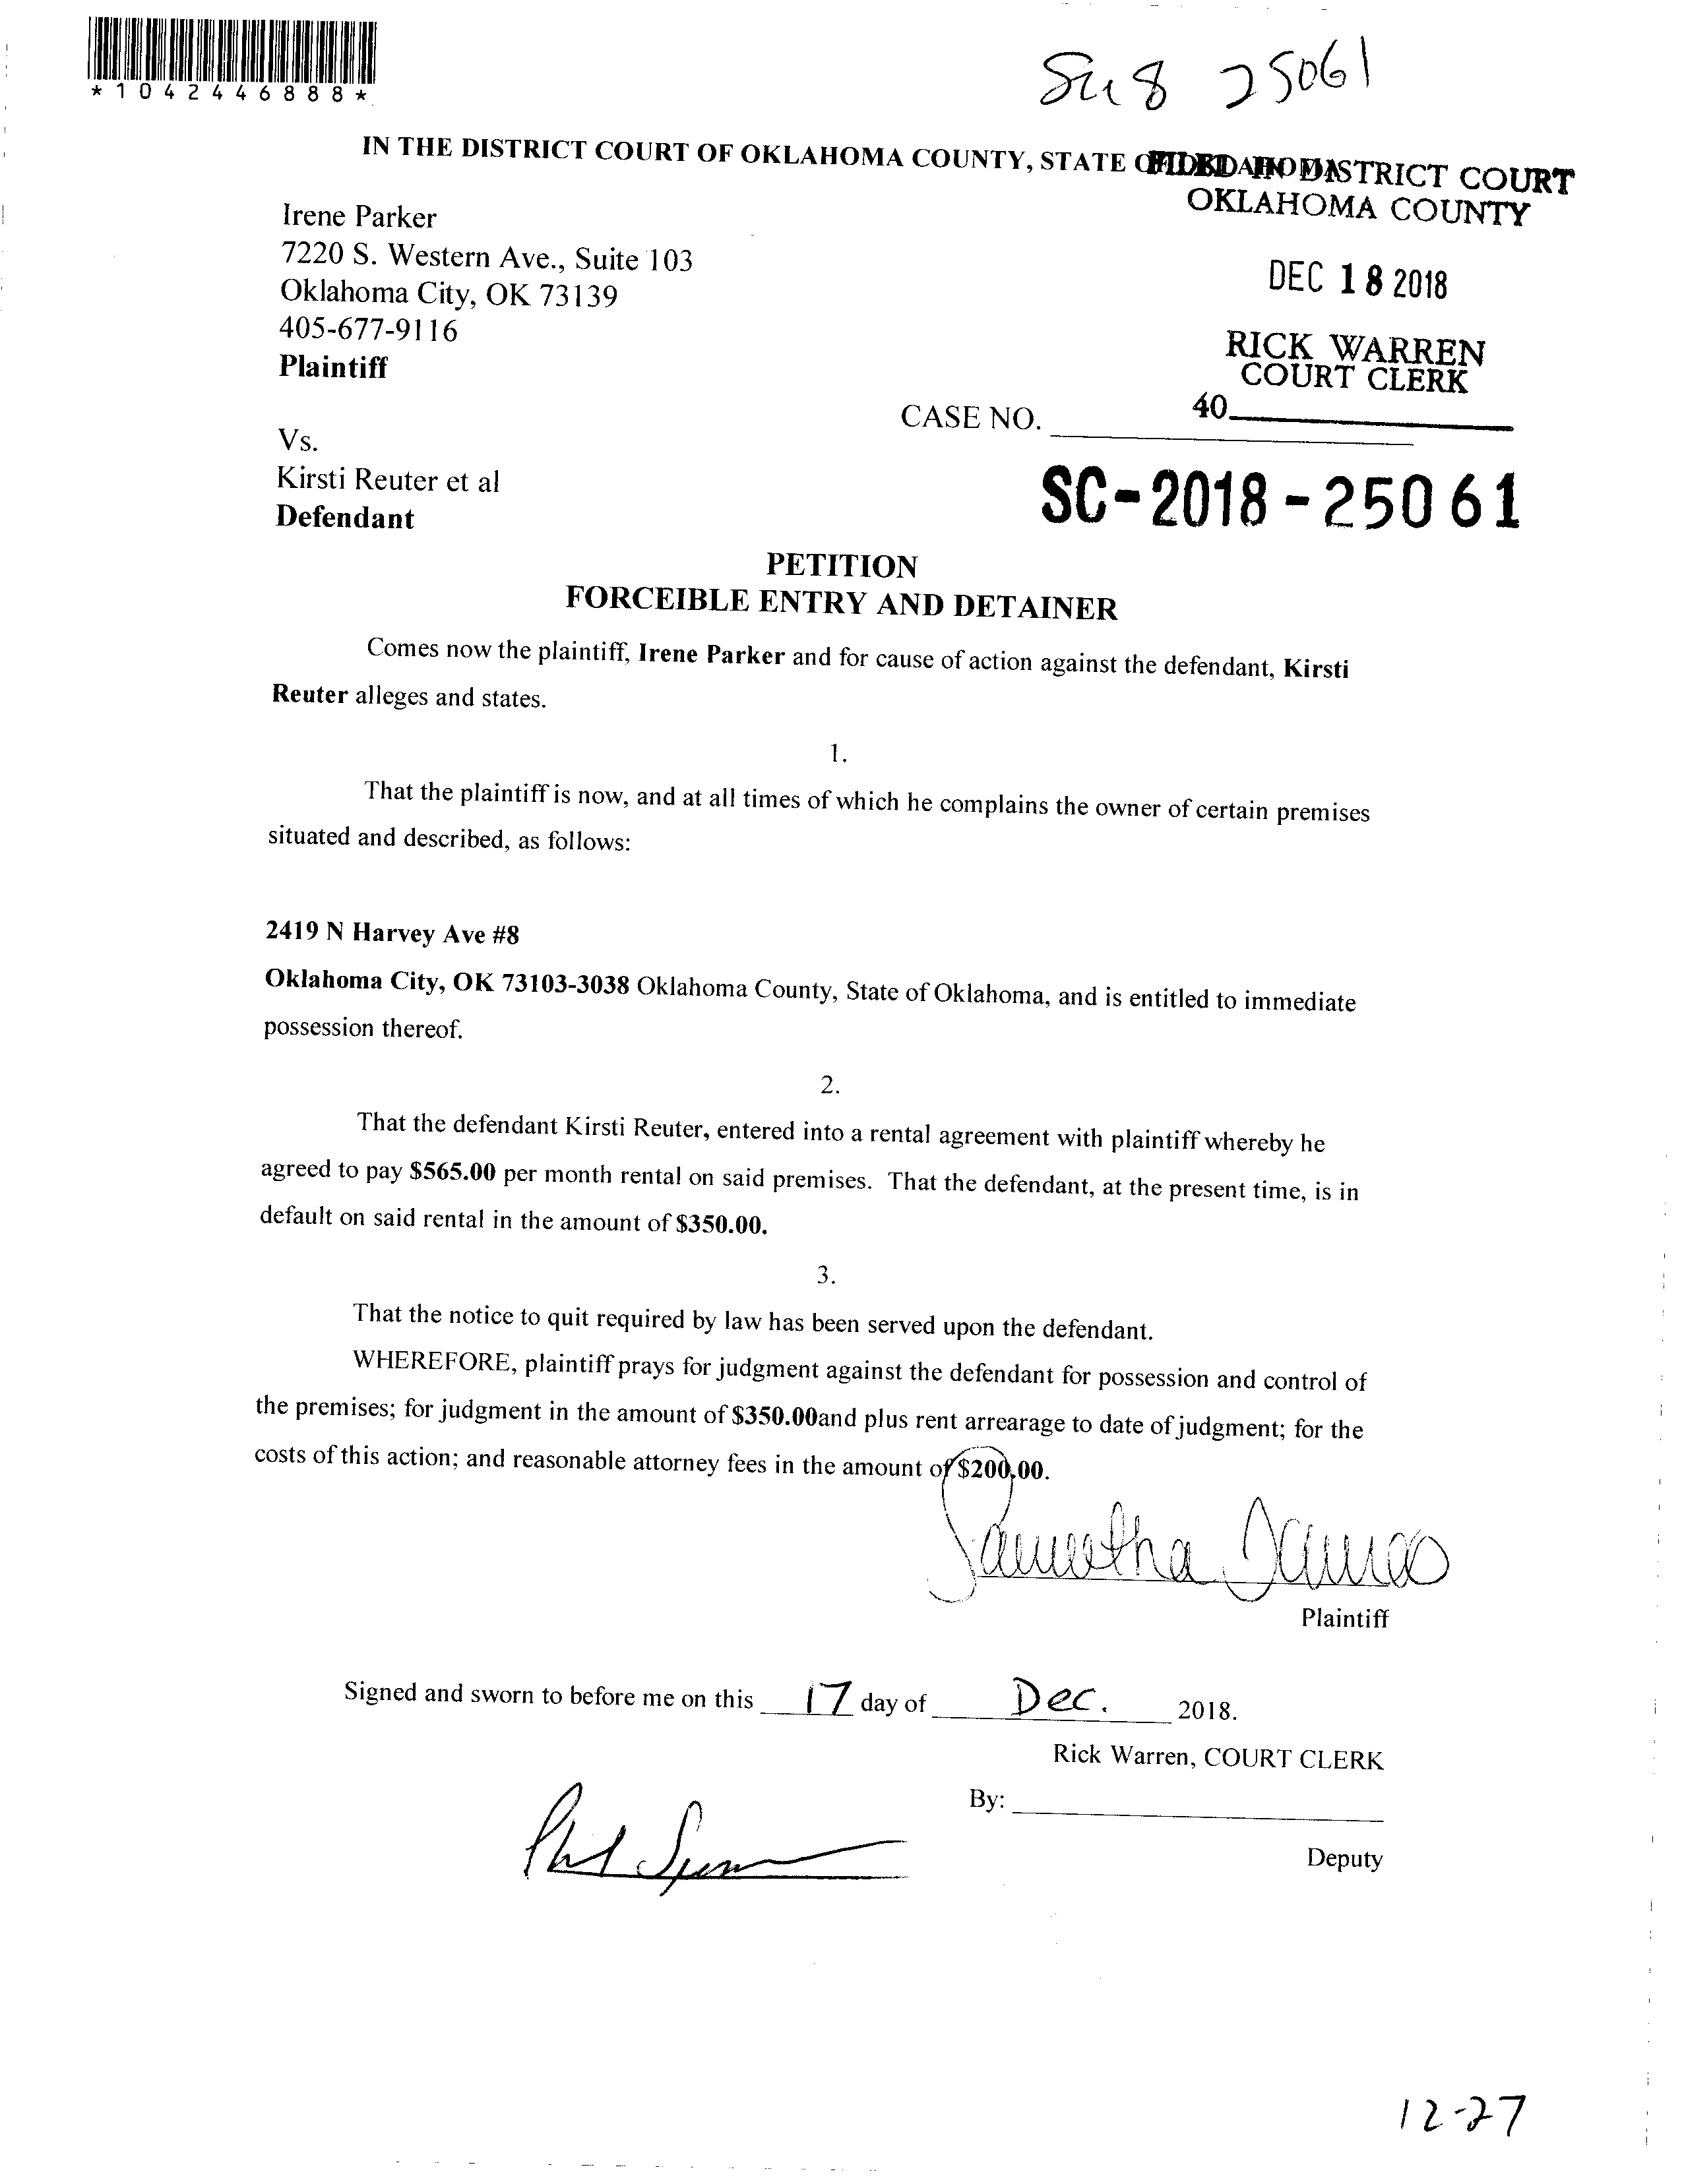 *1042446888*
25061
IN THE DISTRICT COURT OF OKLAHOMA COUNTY, STATE OF OKLAHOMA
FILED IN DISTRICT COURT
OKLAHOMA COUNTY
Irene Parker
7220 S. Western Ave., Suite 103
Oklahoma City, OK 73139
405-677-9116
Plaintiff
DEC 18 2018
RICK WARREN
COURT CLERK
40
CASE NO.
Vs.
Kirsti Reuter et al
Defendant
SC-2018-25061
PETITION
FORCEIBLE ENTRY AND DETAINER
Comes now the plaintiff, Irene Parker and for cause of action against the defendant, Kirsti
Reuter alleges and states.
1.
That the plaintiff is now, and at all times of which he complains the owner of certain premises
situated and described, as follows:
2419 N Harvey Ave #8
Oklahoma City, OK 73103-3038 Oklahoma County, State of Oklahoma, and is entitled to immediate
possession thereof.
2.
That the defendant Kirsti Reuter, entered into a rental agreement with plaintiff whereby he
agreed to pay $565.00 per month rental on said premises. That the defendant, at the present time, is in
default on said rental in the amount of $350.00.
3.
That the notice to quit required by law has been served upon the defendant.
WHEREFORE, plaintiff prays for judgment against the defendant for possession and control of
the premises; for judgment in the amount of $350.00and plus rent arrearage to date of judgment; for the
costs of this action; and reasonable attorney fees in the amount of $200.00.
Samantha
Plaintiff
Signed and sworn to before me on this 17 day of Dec. 2018.
Rick Warren, COURT CLERK
By:
Deputy
12-27